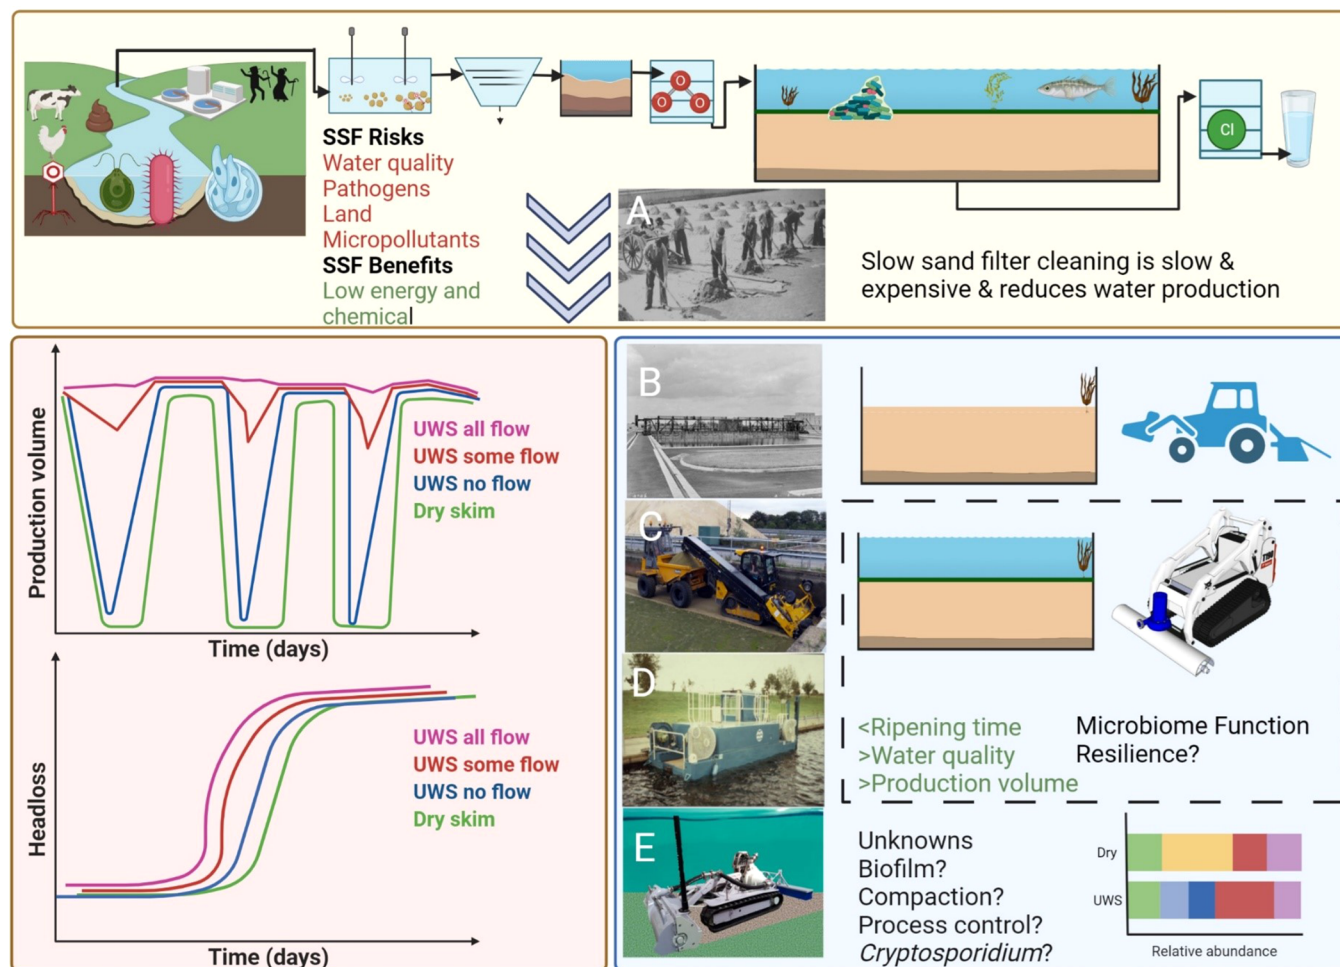 O
O
O
Cl
SSF Risks
Water quality
Pathogens
Land
Micropollutants
SSF Benefits
Low energy and
chemical
A
Slow sand filter cleaning is slow &
expensive & reduces water production
Production volume
UWS all flow
UWS some flow
UWS no flow
Dry skim
Time (days)
Headloss
UWS all flow
UWS some flow
UWS no flow
Dry skim
Time (days)
B
C
D
E
T190
<Ripening time
>Water quality
>Production volume
Microbiome Function
Resilience?
Unknowns
Biofilm?
Compaction?
Process control?
Cryptosporidium?
Dry
UWS
Relative abundance